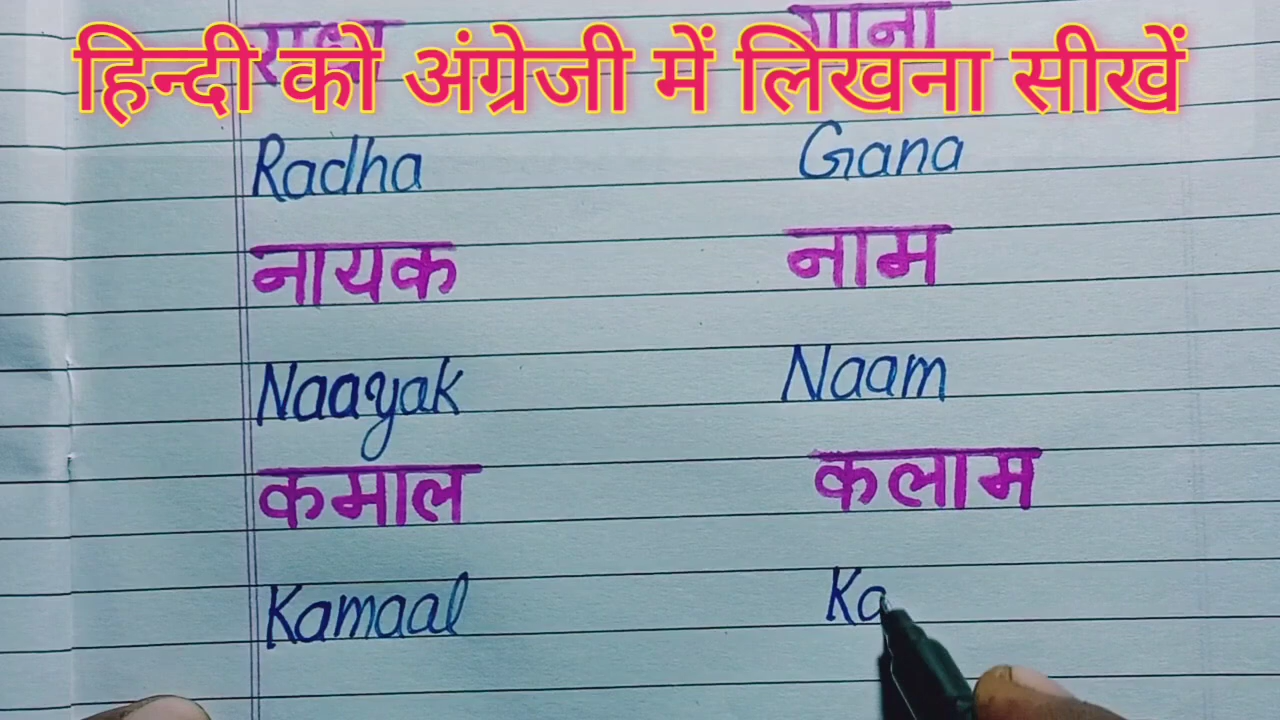 हिन्दी को अंग्रेजी में लिखना सीखें
राधा गाना
Radha Gana
नायक नाम
Naayak Naam
कमाल कलाम
Kamaal Ka